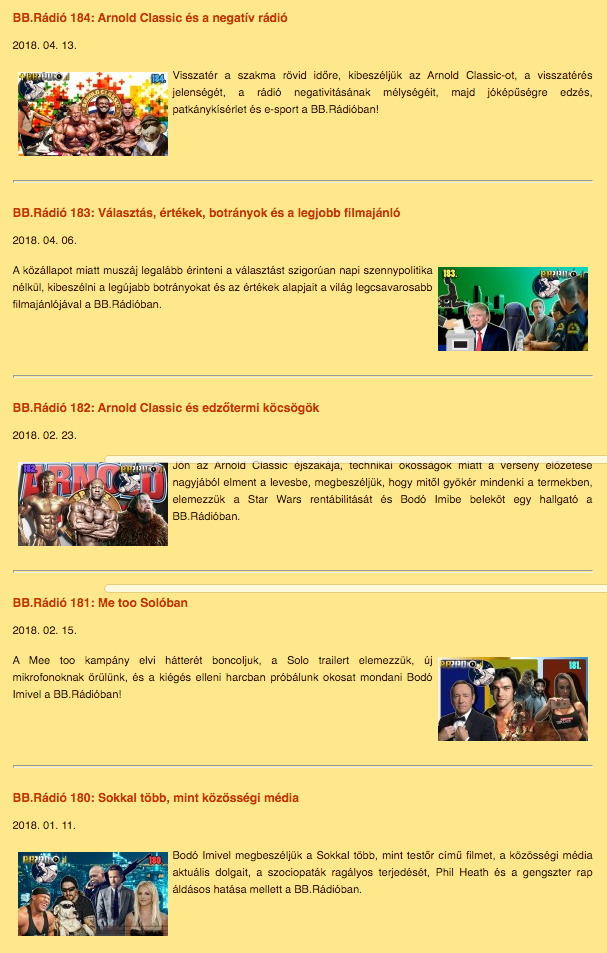 BB.Rádió 184: Arnold Classic és a negatív rádió
2018. 04. 13.
184.
Visszatér a szakma rövid időre, kibeszéljük az Arnold Classic-ot, a visszatérés
jelenségét, a rádió negativitásának mélységéit, majd jóképűségre edzés,
patkánykísérlet és e-sport a BB.Rádióban!
BB.Rádió 183: Választás, értékek, botrányok és a legjobb filmajánló
2018. 04. 06.
A közállapot miatt muszáj legalább érinteni a választást szigorúan napi szennypolitika
nélkül, kibeszélni a legújabb botrányokat és az értékek alapjait a világ legcsavarosabb
filmajánlójával a BB.Rádióban.
183.
BB.Rádió 182: Arnold Classic és edzőtermi köcsögök
2018. 02. 23.
182.
ARNOLD
Jön az Arnold Classic éjszakája, technikai okosságok miatt a verseny előzetese
nagyjából elment a levesbe, megbeszéljük, hogy mitől gyökér mindenki a termekben,
elemezzük a Star Wars rentábilitását és Bodó Imibe beleköt egy hallgató a
BB.Rádióban.
BB.Rádió 181: Me too Solóban
2018. 02. 15.
A Mee too kampány elvi hátterét boncoljuk, a Solo trailert elemezzük, új
mikrofonoknak örülünk, és a kiégés elleni harcban próbálunk okosat mondani Bodó
Imivel a BB.Rádióban!
181.
BB.Rádió 180: Sokkal több, mint közösségi média
2018. 01. 11.
180.
Bodó Imivel megbeszéljük a Sokkal több, mint testőr című filmet, a közösségi média
aktuális dolgait, a szociopaták ragályos terjedését, Phil Heath és a gengszter rap
áldásos hatása mellett a BB.Rádióban.